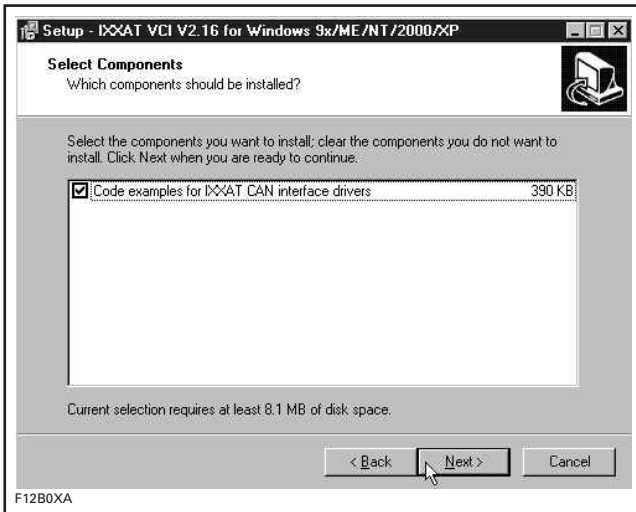 Setup - IXXAT VCI V2.16 for Windows 9x/ME/NT/2000/XP
Select Components
Which components should be installed?
Select the components you want to install; clear the components you do not want to
install. Click Next when you are ready to continue.
Code examples for IXXAT CAN interface drivers 390 KB
Current selection requires at least 8.1 MB of disk space.
< Back Next > Cancel
F12B0XA